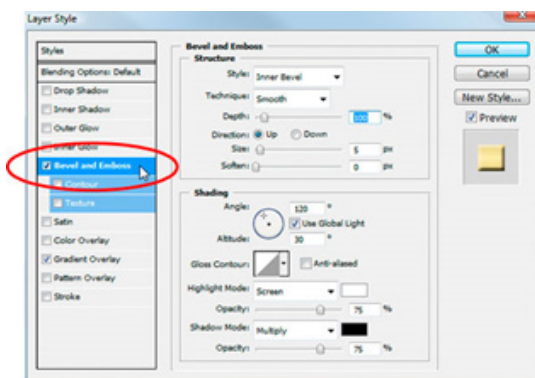 Layer Style
Styles
Blending Options: Default
Drop Shadow
Inner Shadow
Outer Glow
Inner Glow
Bevel and Emboss
Contour
Texture
Satin
Color Overlay
Gradient Overlay
Pattern Overlay
Stroke
Bevel and Emboss
Structure
Style: Inner Bevel
Technique: Smooth
Depth: 100 %
Direction: Up Down
Size: 5 px
Soften: 0 px
Shading
Angle: 120 °
Use Global Light
Altitude: 30 °
Gloss Contour: Anti-aliased
Highlight Mode: Screen
Opacity: 75 %
Shadow Mode: Multiply
Opacity: 75 %
OK
Cancel
New Style...
Preview